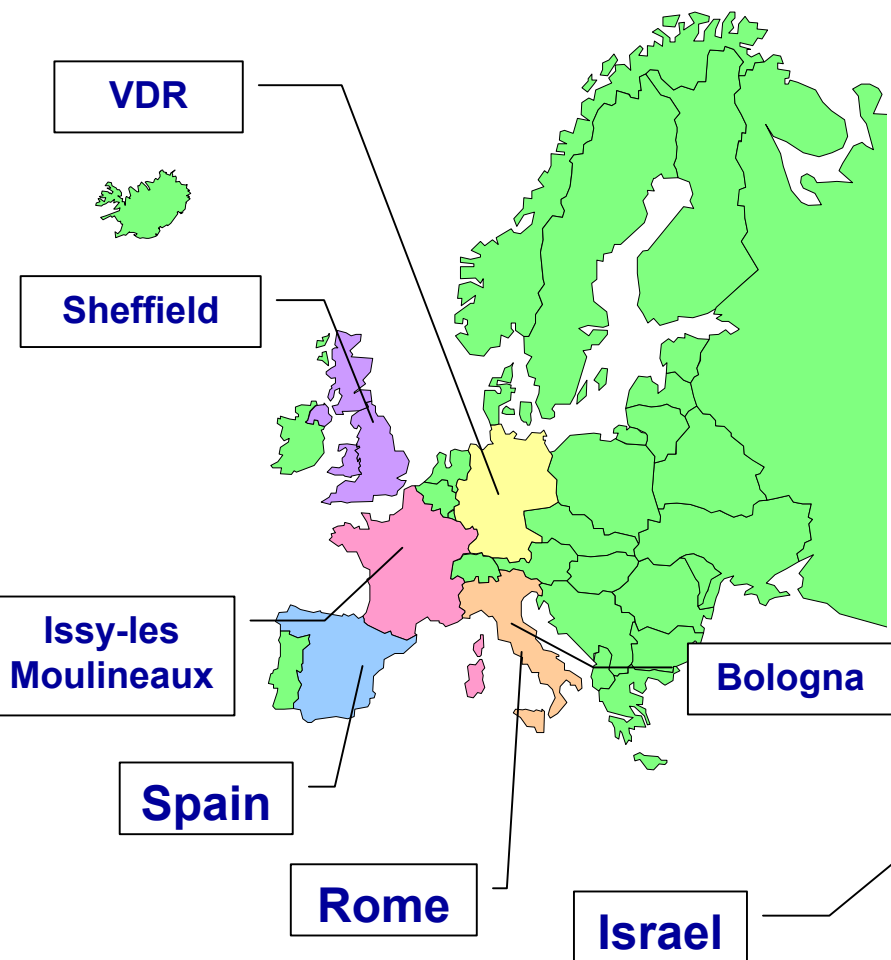 VDR
Sheffield
Issy-les
Moulineaux
Bologna
Spain
Rome
Israel